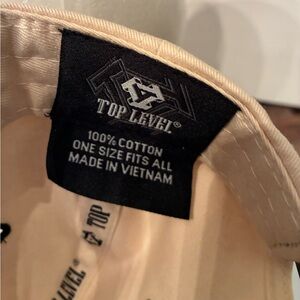 TOP LEVEL®
100% COTTON
ONE SIZE FITS ALL
MADE IN VIETNAM
TOP
LEVEL